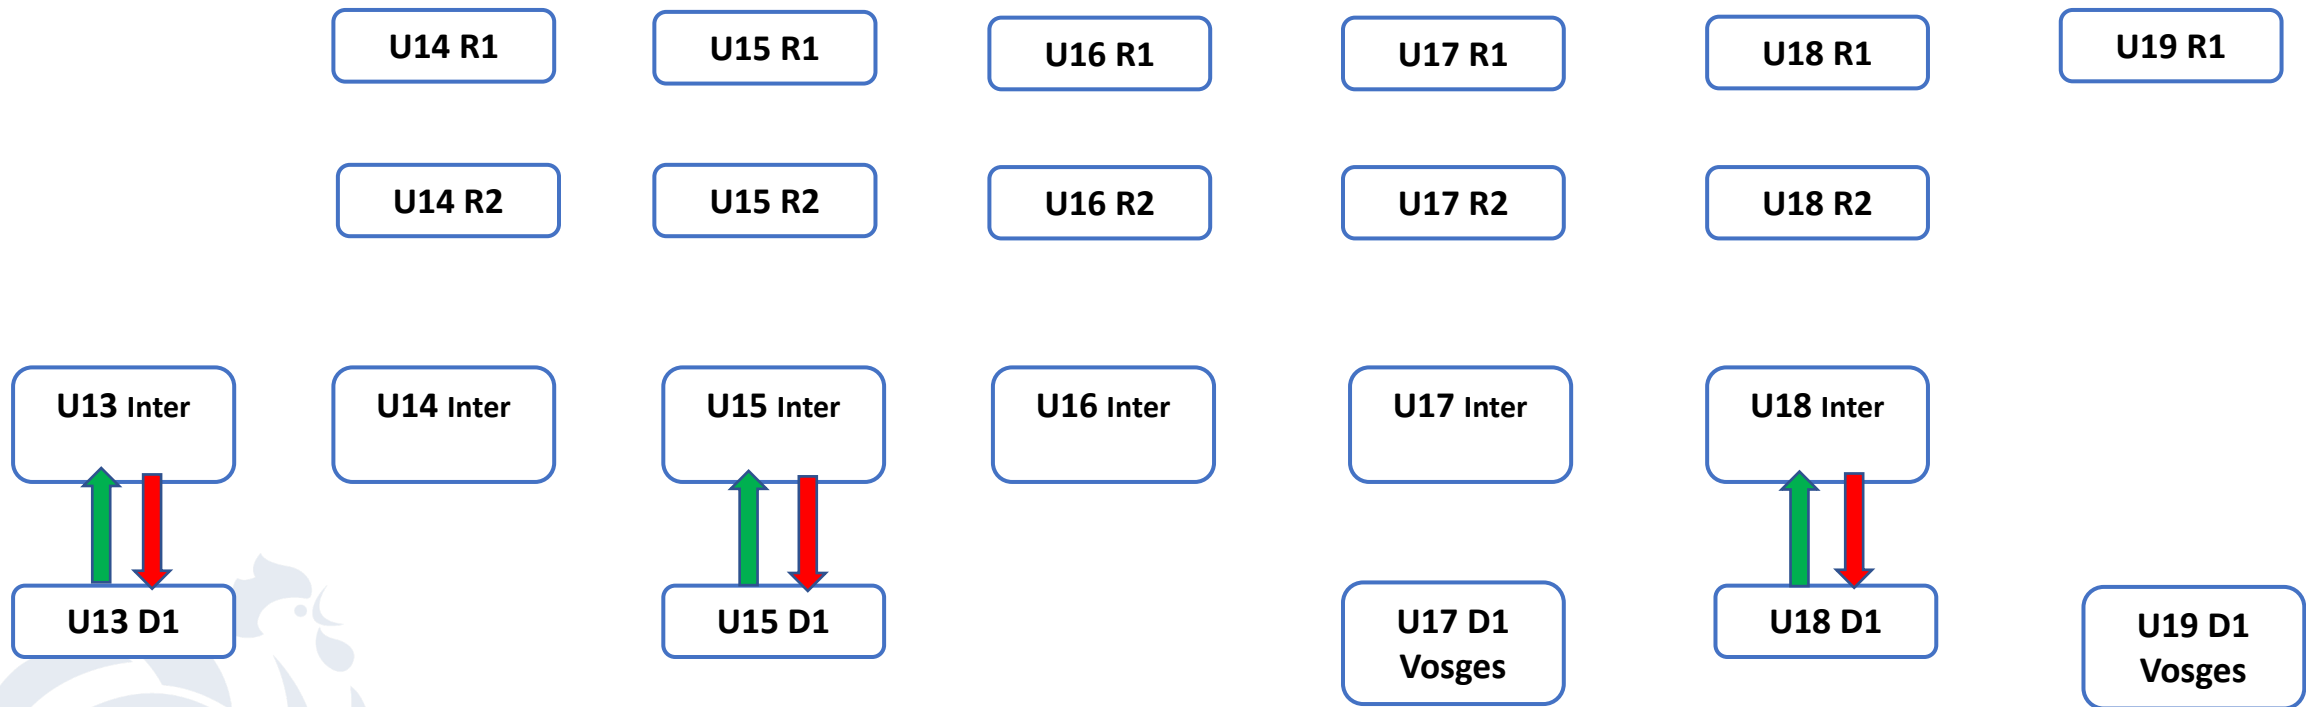 U14 R1
U15 R1
U16 R1
U17 R1
U18 R1
U19 R1
U14 R2
U15 R2
U16 R2
U17 R2
U18 R2
U13 Inter
U14 Inter
U15 Inter
U16 Inter
U17 Inter
U18 Inter
U13 D1
U15 D1
U17 D1
Vosges
U18 D1
U19 D1
Vosges